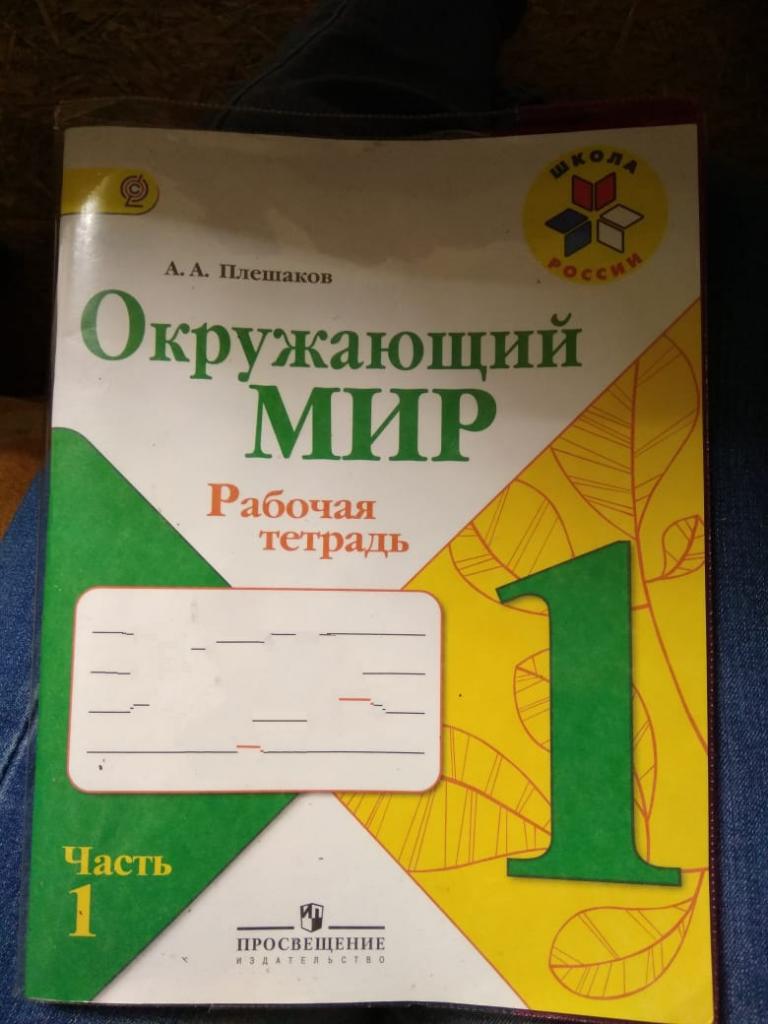 ШКОЛА
РОССИИ
А. А. Плешаков
Окружающий
МИР
Рабочая
тетрадь
1
Часть
1
ПРОСВЕЩЕНИЕ
ИЗДАТЕЛЬСТВО